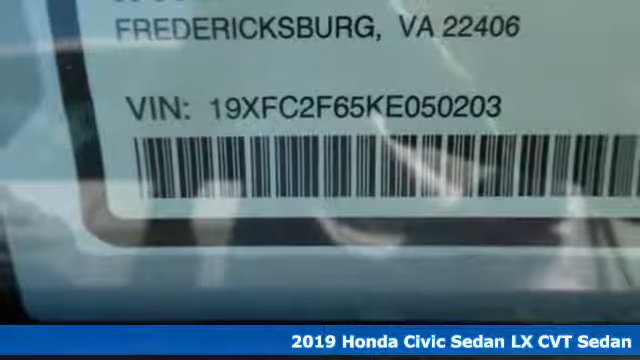 FREDERICKSBURG, VA 22406
VIN: 19XFC2F65KE050203
2019 Honda Civic Sedan LX CVT Sedan